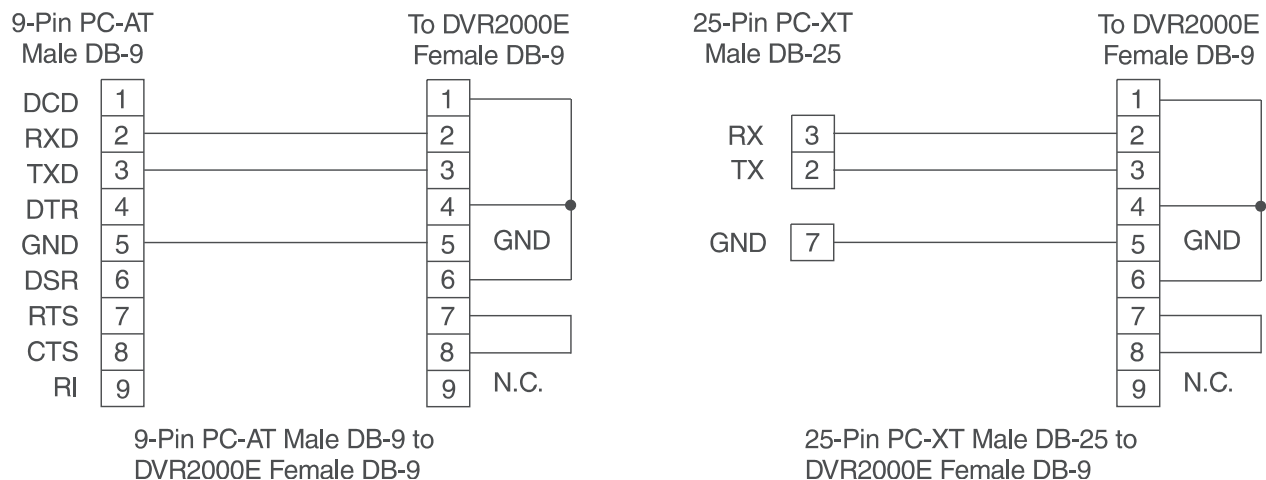 9-Pin PC-AT
Male DB-9
To DVR2000E
Female DB-9
DCD 1 1
RXD 2 2
TXD 3 3
DTR 4 4
GND 5 5 GND
DSR 6 6
RTS 7 7
CTS 8 8
RI 9 9 N.C.
9-Pin PC-AT Male DB-9 to
DVR2000E Female DB-9
25-Pin PC-XT
Male DB-25
To DVR2000E
Female DB-9
1
RX 3 2
TX 2 3
4
GND 7 5 GND
6
7
8
9 N.C.
25-Pin PC-XT Male DB-25 to
DVR2000E Female DB-9